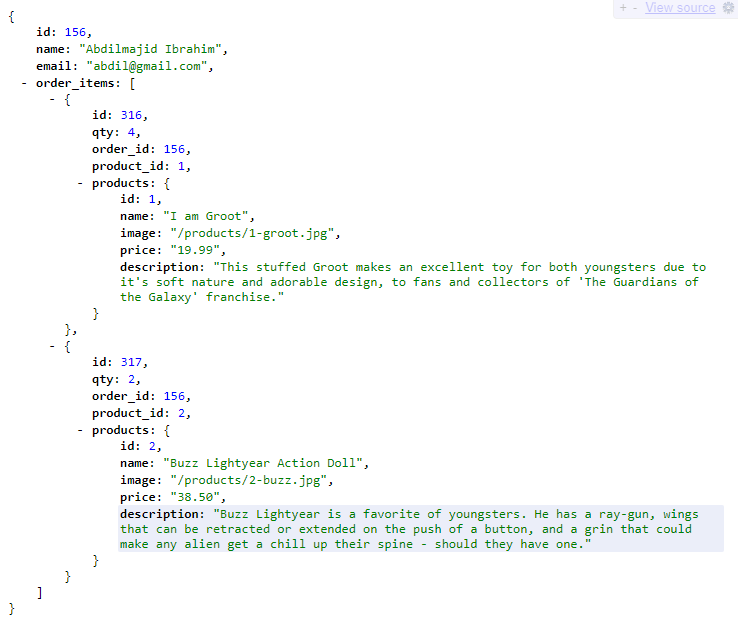 + - View source
{
id: 156,
name: "Abdilmajid Ibrahim",
email: "abdil@gmail.com",
- order_items: [
- {
id: 316,
qty: 4,
order_id: 156,
product_id: 1,
- products: {
id: 1,
name: "I am Groot",
image: "/products/1-groot.jpg",
price: "19.99",
description: "This stuffed Groot makes an excellent toy for both youngsters due to
it's soft nature and adorable design, to fans and collectors of 'The Guardians of
the Galaxy' franchise."
}
},
- {
id: 317,
qty: 2,
order_id: 156,
product_id: 2,
- products: {
id: 2,
name: "Buzz Lightyear Action Doll",
image: "/products/2-buzz.jpg",
price: "38.50",
description: "Buzz Lightyear is a favorite of youngsters. He has a ray-gun, wings
that can be retracted or extended on the push of a button, and a grin that could
make any alien get a chill up their spine - should they have one."
}
}
]
}